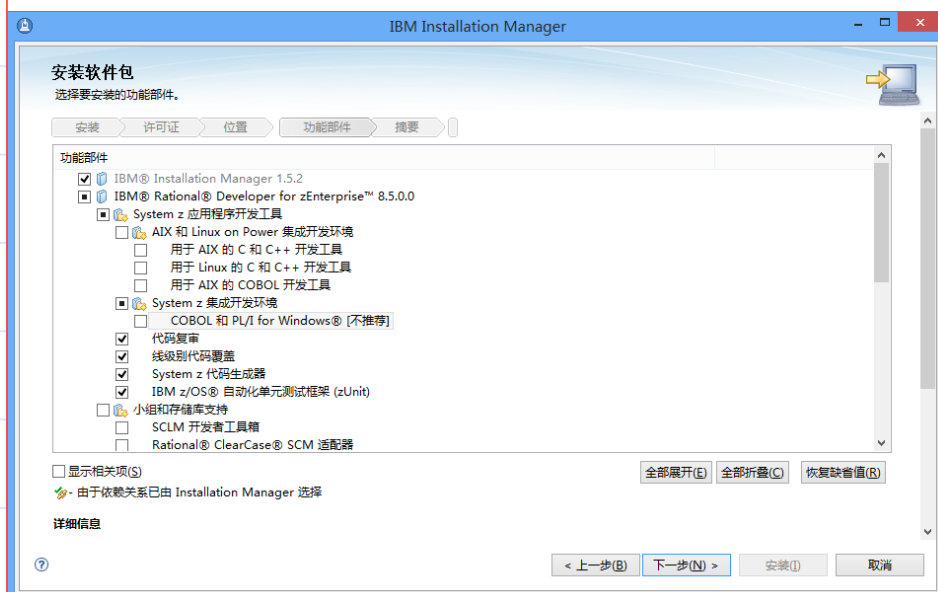 IBM Installation Manager
安装软件包
选择要安装的功能部件。
安装 许可证 位置 功能部件 摘要
功能部件
IBM® Installation Manager 1.5.2
IBM® Rational® Developer for zEnterprise™ 8.5.0.0
System z 应用程序开发工具
AIX 和 Linux on Power 集成开发环境
用于 AIX 的 C 和 C++ 开发工具
用于 Linux 的 C 和 C++ 开发工具
用于 AIX 的 COBOL 开发工具
System z 集成开发环境
COBOL 和 PL/I for Windows® [不推荐]
代码复审
线级别代码覆盖
System z 代码生成器
IBM z/OS® 自动化单元测试框架 (zUnit)
小组和存储库支持
SCLM 开发者工具箱
Rational® ClearCase® SCM 适配器
显示相关项(S) 全部展开(E) 全部折叠(C) 恢复缺省值(R)
- 由于依赖关系已由 Installation Manager 选择
详细信息
< 上一步(B) 下一步(N) > 安装(I) 取消